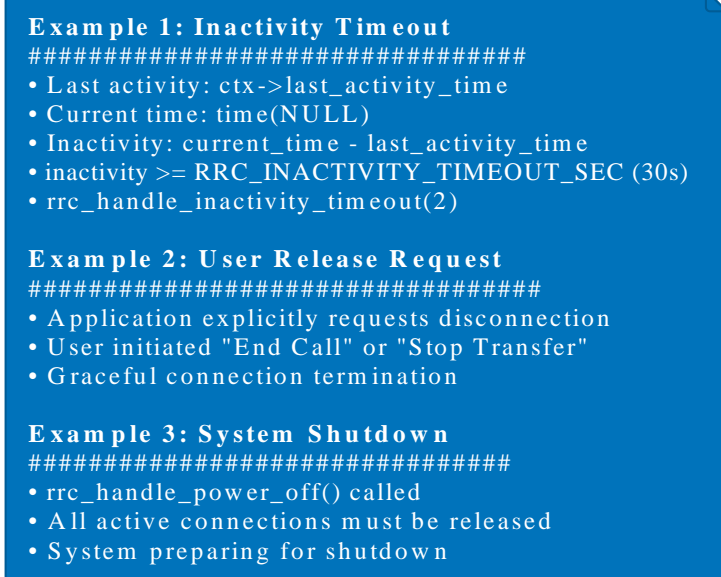 Example 1: Inactivity Timeout
#################################
• Last activity: ctx->last_activity_time
• Current time: time(NULL)
• Inactivity: current_time - last_activity_time
• inactivity >= RRC_INACTIVITY_TIMEOUT_SEC (30s)
• rrc_handle_inactivity_timeout(2)
Example 2: User Release Request
##################################
• Application explicitly requests disconnection
• User initiated "End Call" or "Stop Transfer"
• Graceful connection termination
Example 3: System Shutdown
################################
• rrc_handle_power_off() called
• All active connections must be released
• System preparing for shutdown